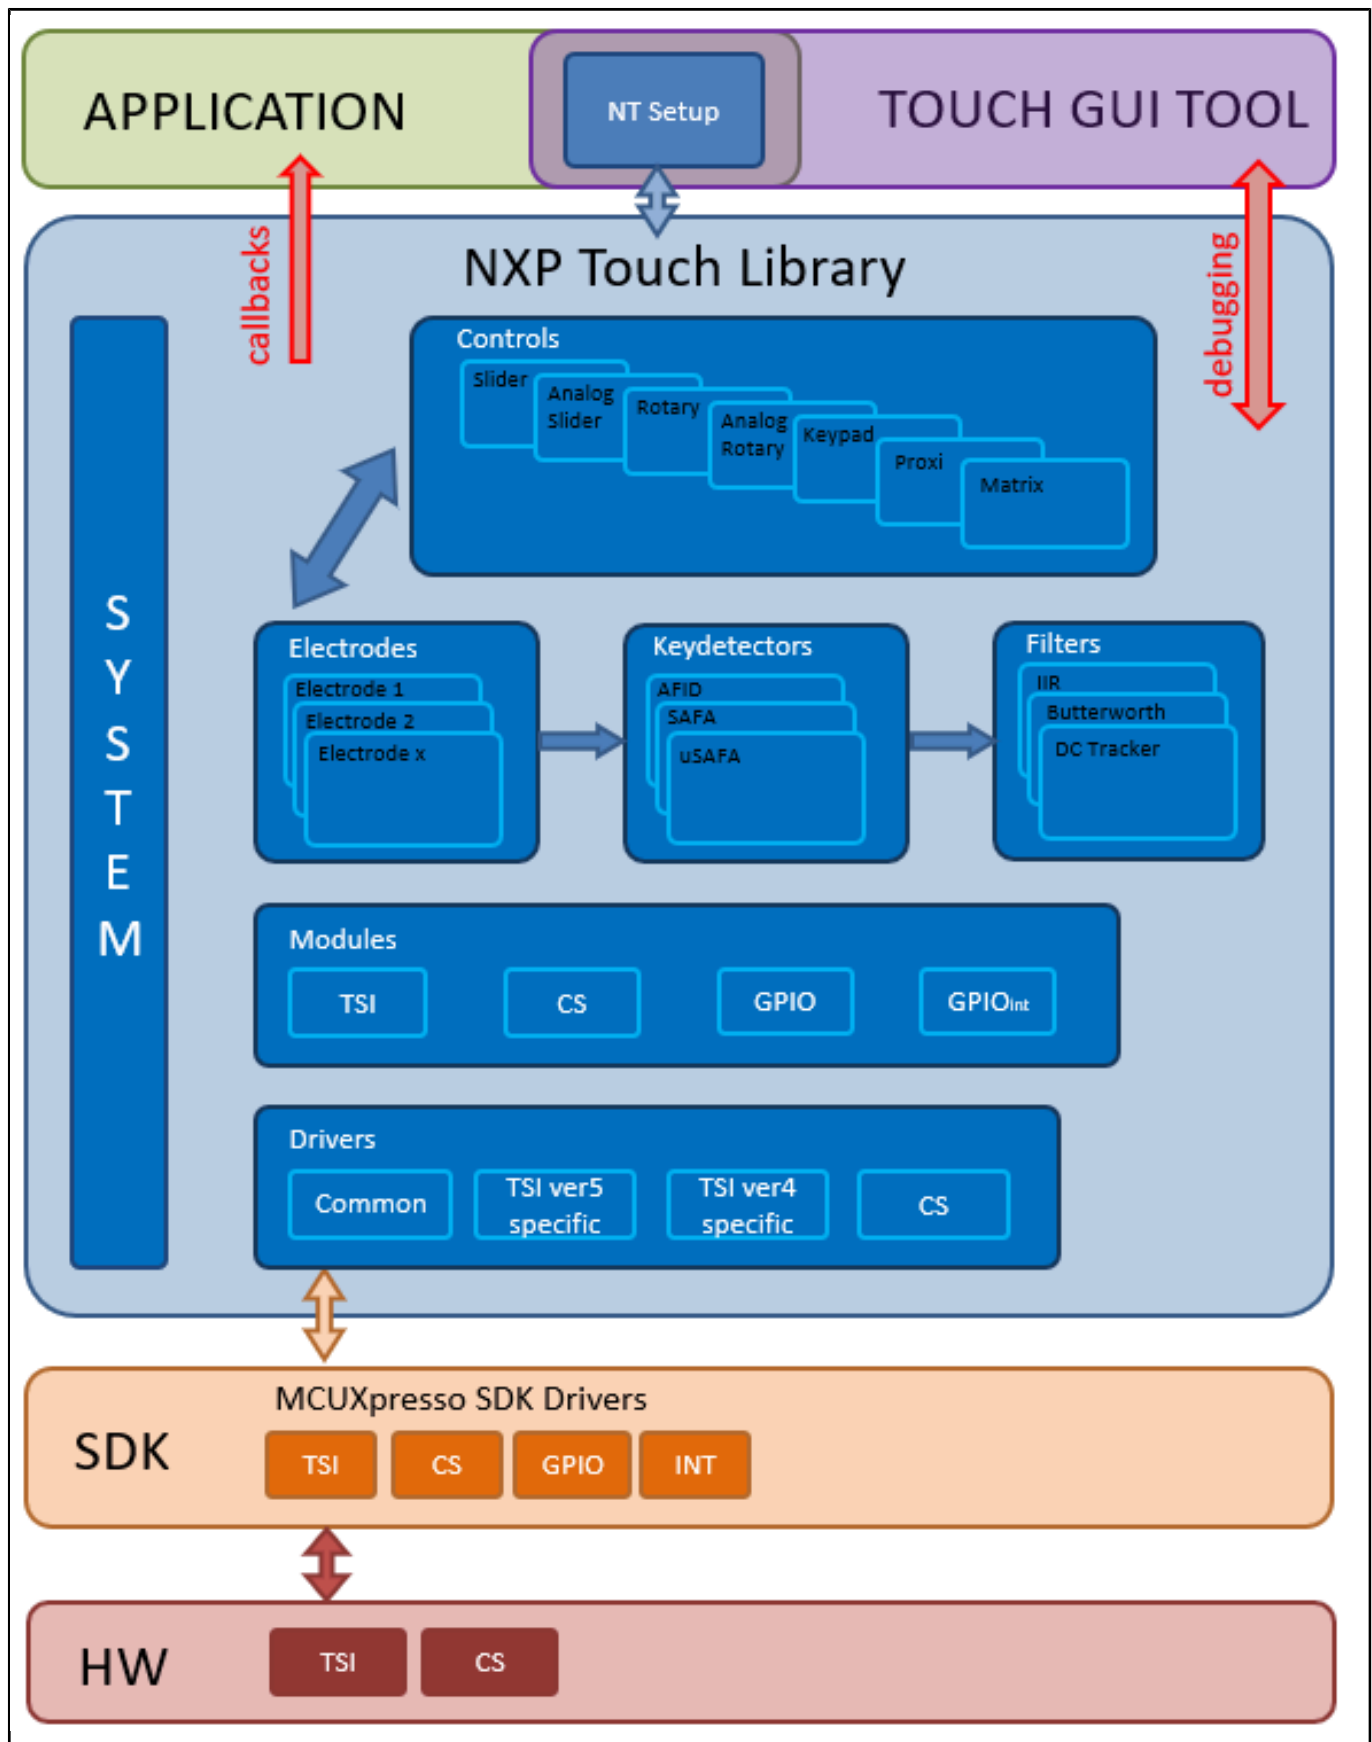 APPLICATION
NT Setup
TOUCH GUI TOOL
callbacks
debugging
NXP Touch Library
SYSTEM
Controls
Slider
Analog
Slider
Rotary
Analog
Rotary
Keypad
Proxi
Matrix
Electrodes
Electrode 1
Electrode 2
Electrode x
Keydetectors
AFID
SAFA
uSAFA
Filters
IIR
Butterworth
DC Tracker
Modules
TSI
CS
GPIO
GPIOint
Drivers
Common
TSI ver5
specific
TSI ver4
specific
CS
SDK
MCUXpresso SDK Drivers
TSI
CS
GPIO
INT
HW
TSI
CS